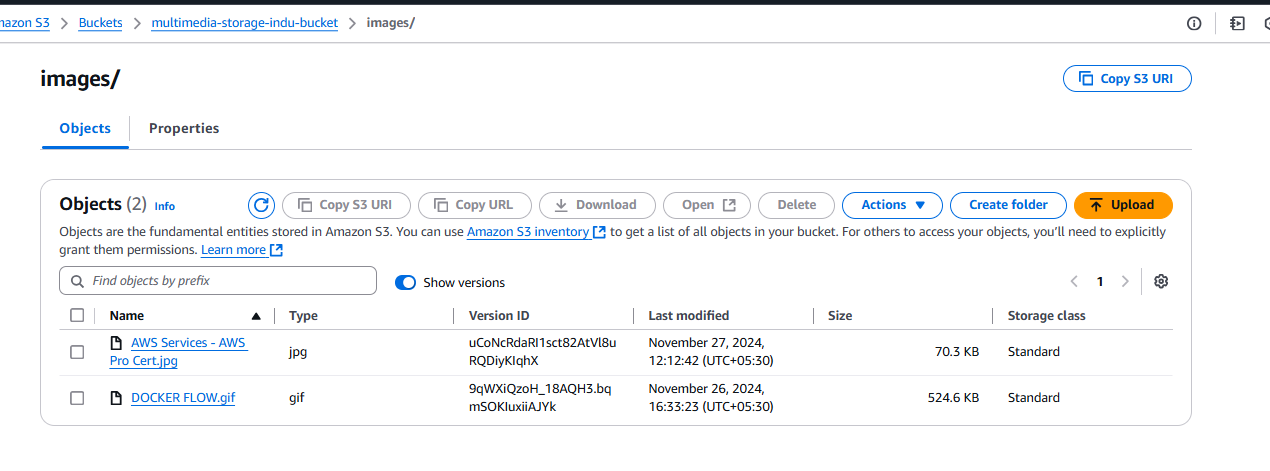 mazon S3 > Buckets > multimedia-storage-indu-bucket > images/
images/
Copy S3 URI
Objects
Properties
Objects (2) Info
Copy S3 URI
Copy URL
Download
Open
Delete
Actions
Create folder
Upload
Objects are the fundamental entities stored in Amazon S3. You can use Amazon S3 inventory to get a list of all objects in your bucket. For others to access your objects, you'll need to explicitly
grant them permissions. Learn more
Find objects by prefix
Show versions
1
Name Type Version ID Last modified Size Storage class
AWS Services - AWS
Pro Cert.jpg
jpg
uCoNcRdaRI1sct82AtVl8u
RQDiyKIqhX
November 27, 2024,
12:12:42 (UTC+05:30)
70.3 KB
Standard
DOCKER FLOW.gif
gif
9qWXiQzoH_18AQH3.bq
mSOKIuxiiAJYk
November 26, 2024,
16:33:23 (UTC+05:30)
524.6 KB
Standard